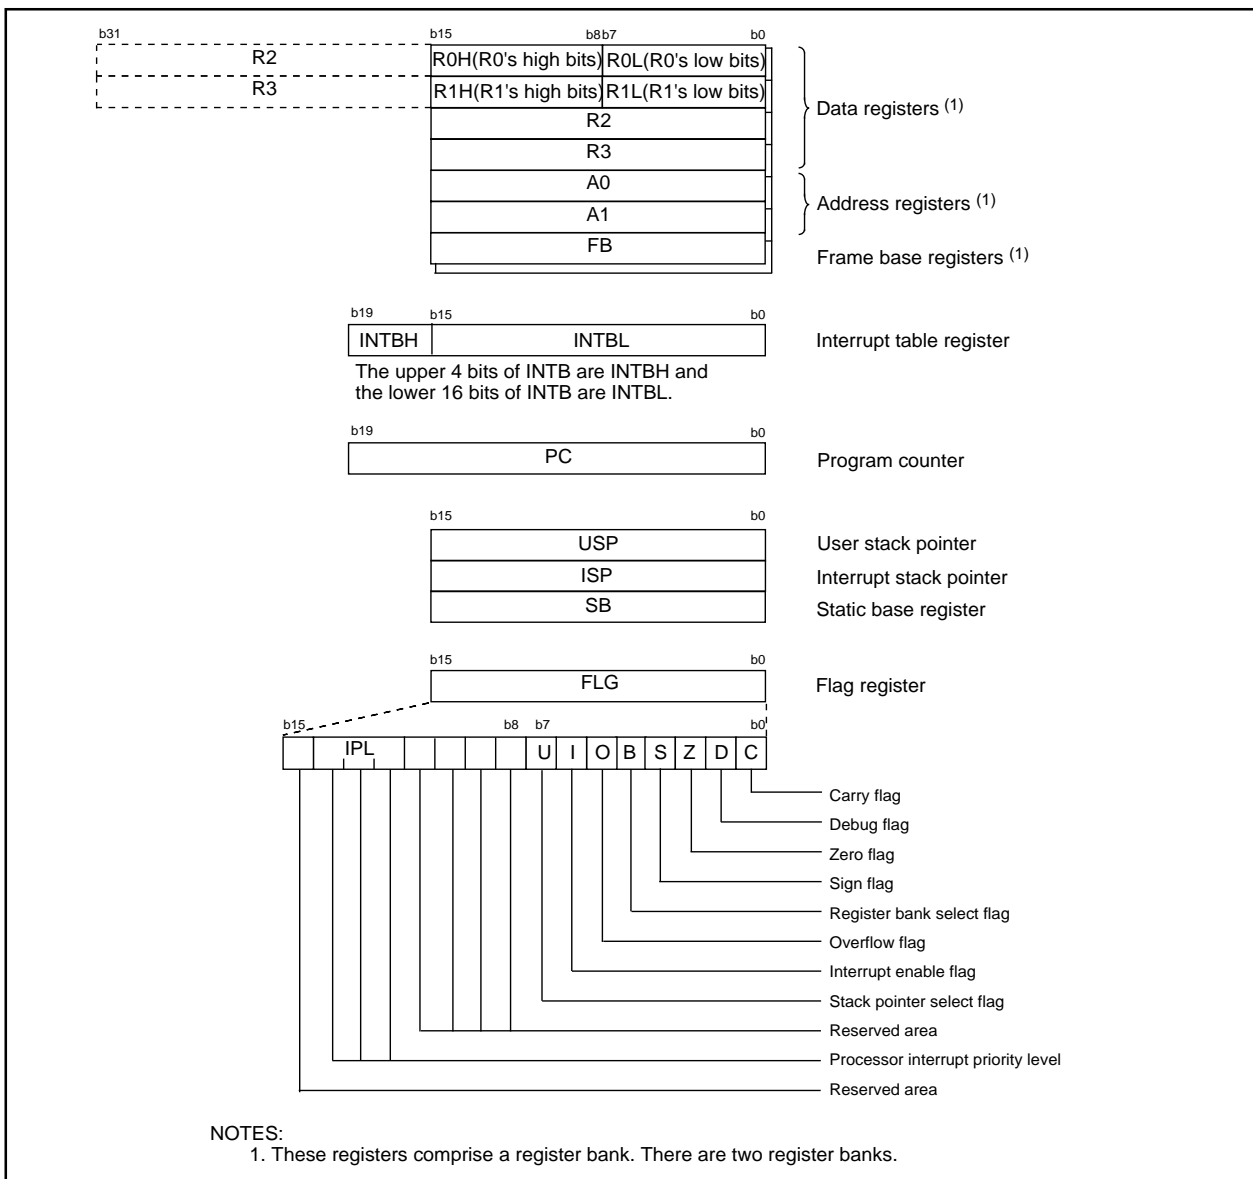 b31 b15 b8b7 b0
R2 R0H(R0's high bits) R0L(R0's low bits)
R3 R1H(R1's high bits) R1L(R1's low bits)
R2
R3
Data registers (1)
A0
A1
Address registers (1)
FB
Frame base registers (1)
b19 b15 b0
INTBH INTBL Interrupt table register
The upper 4 bits of INTB are INTBH and
the lower 16 bits of INTB are INTBL.
b19 b0
PC Program counter
b15 b0
USP User stack pointer
ISP Interrupt stack pointer
SB Static base register
b15 b0
FLG Flag register
b15 b8 b7 b0
IPL U I O B S Z D C
Carry flag
Debug flag
Zero flag
Sign flag
Register bank select flag
Overflow flag
Interrupt enable flag
Stack pointer select flag
Reserved area
Processor interrupt priority level
Reserved area
NOTES:
1. These registers comprise a register bank. There are two register banks.